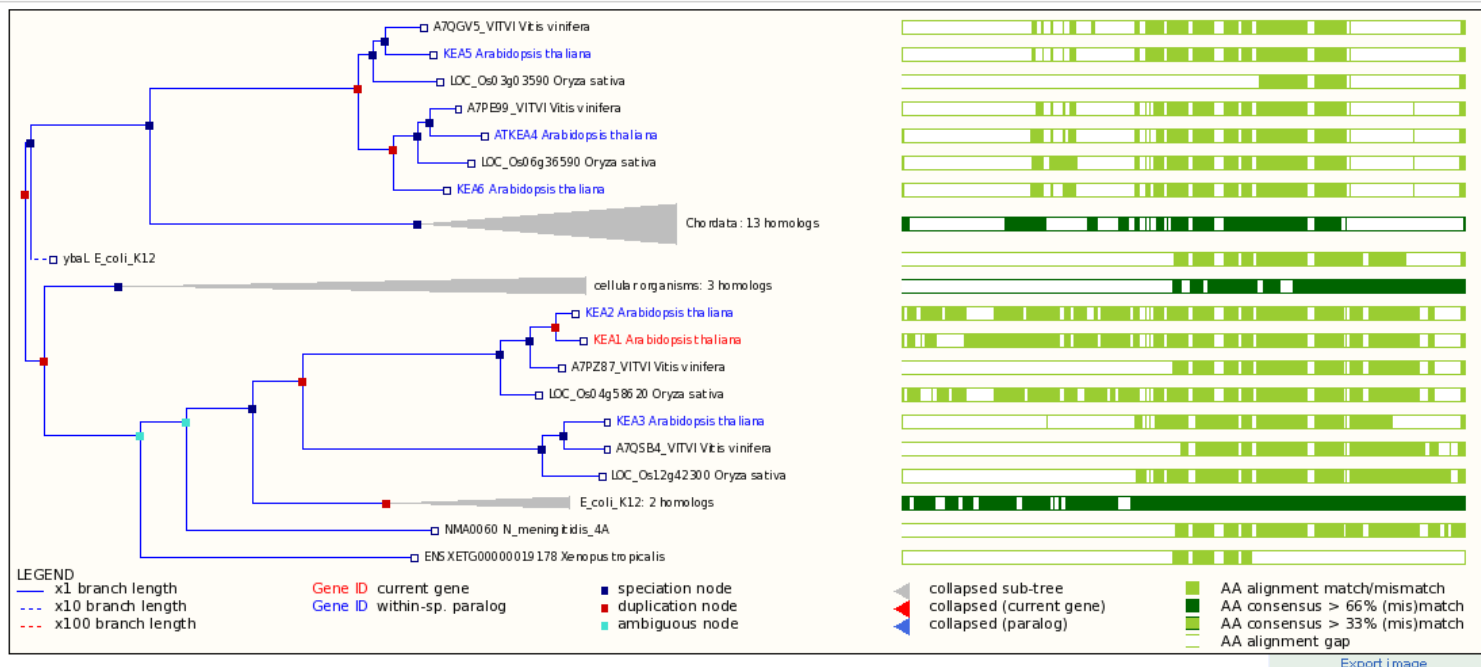 A7QGV5_VITVI Vitis vinifera
KEA5 Arabidopsis thaliana
LOC_Os03g03590 Oryza sativa
A7PE99_VITVI Vitis vinifera
ATKEA4 Arabidopsis thaliana
LOC_Os06g36590 Oryza sativa
KEA6 Arabidopsis thaliana
Chordata: 13 homologs
ybaL E_coli_K12
cellular organisms: 3 homologs
KEA2 Arabidopsis thaliana
KEA1 Arabidopsis thaliana
A7PZ87_VITVI Vitis vinifera
LOC_Os04g58620 Oryza sativa
KEA3 Arabidopsis thaliana
A7QSB4_VITVI Vitis vinifera
LOC_Os12g42300 Oryza sativa
E_coli_K12: 2 homologs
NMA0060 N_meningitidis_4A
ENSXETG00000019178 Xenopus tropicalis
LEGEND
x1 branch length Gene ID current gene speciation node collapsed sub-tree AA alignment match/mismatch
x10 branch length Gene ID within-sp. paralog duplication node collapsed (current gene) AA consensus > 66% (mis)match
x100 branch length ambiguous node collapsed (paralog) AA consensus > 33% (mis)match
AA alignment gap
Export image